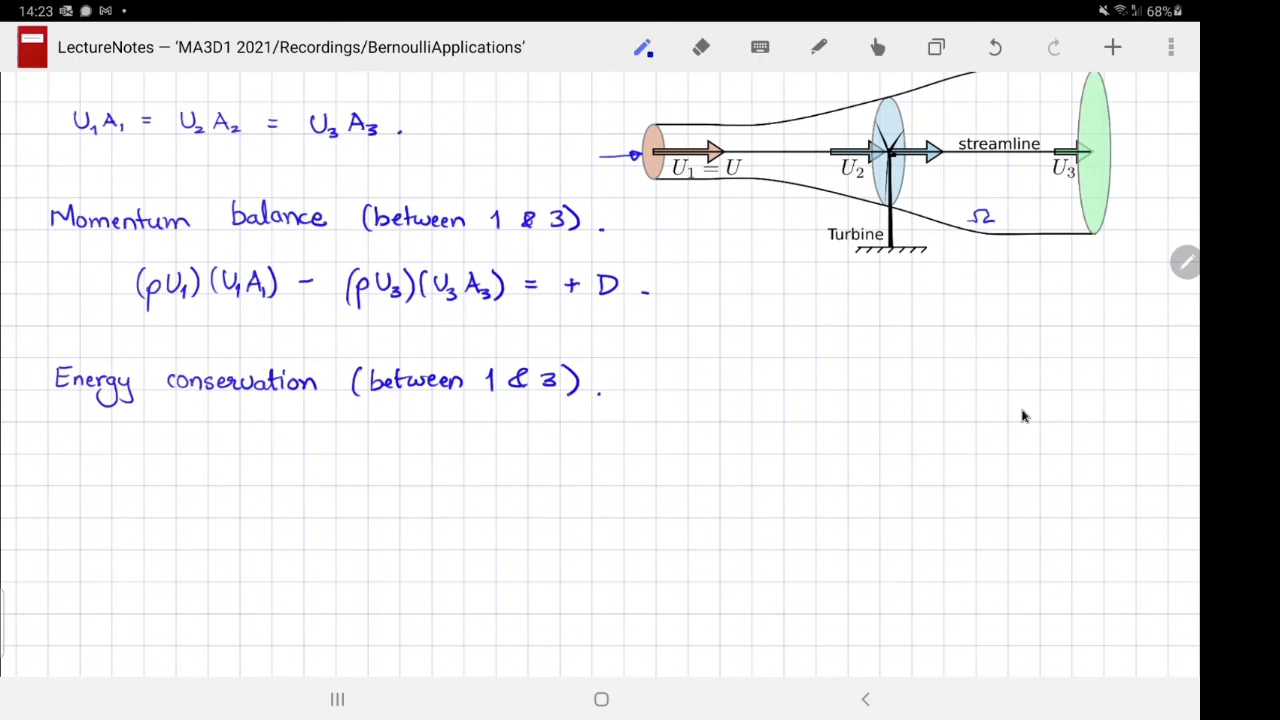 14:23
68%
LectureNotes — ‘MA3D1 2021/Recordings/BernoulliApplications’
U₁A₁ = U₂A₂ = U₃A₃ .
streamline
U₁ = U
U₂
U₃
Ω
Turbine
Momentum balance (between 1 & 3) .
(ρU₁)(U₁A₁) − (ρU₃)(U₃A₃) = + D .
Energy conservation (between 1 & 3) .